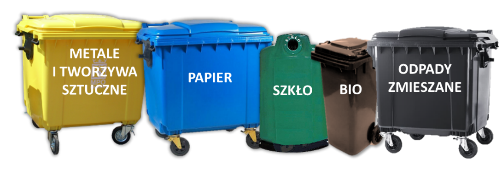 METALE
I TWORZYWA
SZTUCZNE
PAPIER
SZKŁO
BIO
ODPADY
ZMIESZANE